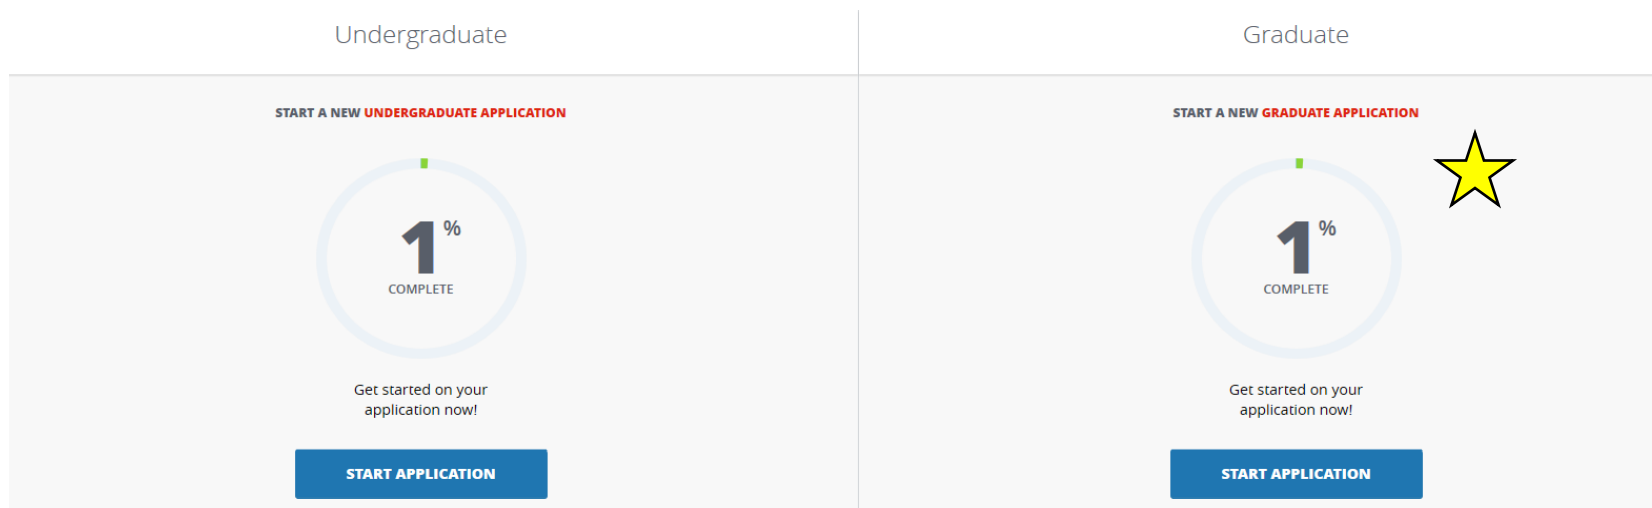 Undergraduate
START A NEW UNDERGRADUATE APPLICATION
1%
COMPLETE
Get started on your
application now!
START APPLICATION
Graduate
START A NEW GRADUATE APPLICATION
1%
COMPLETE
Get started on your
application now!
START APPLICATION